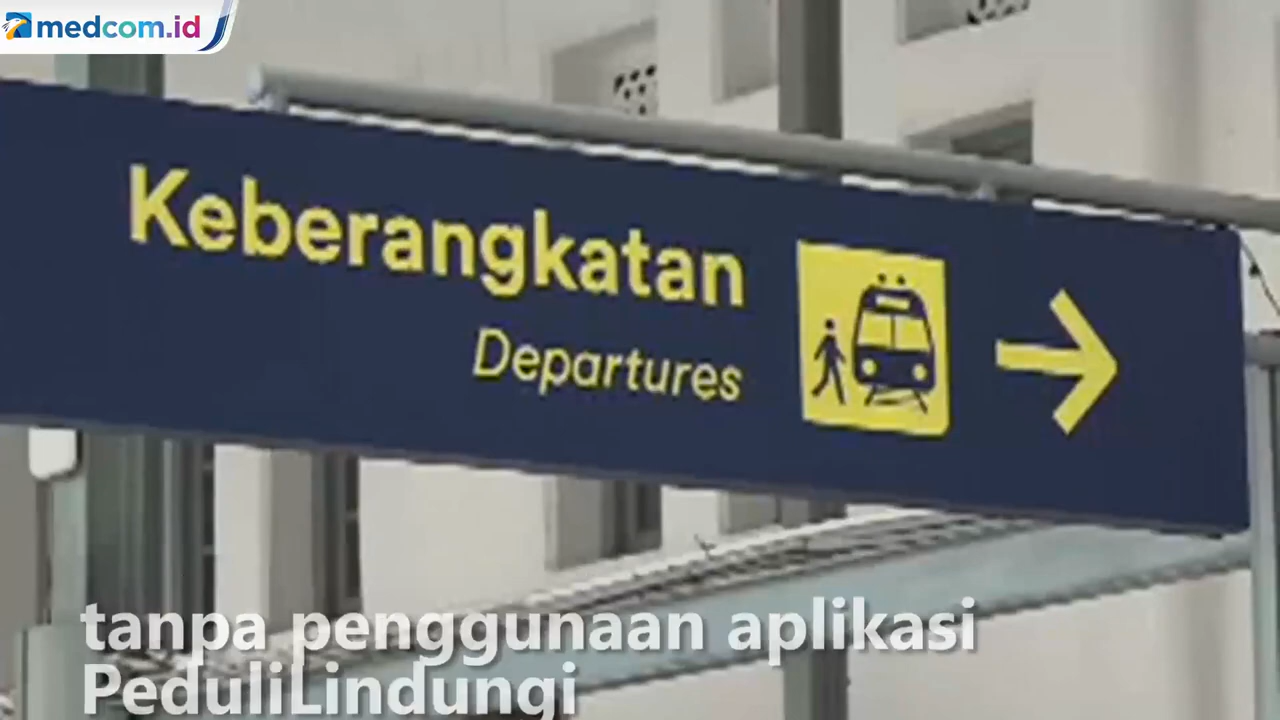 medcom.id
Keberangkatan
Departures
tanpa penggunaan aplikasi
PeduliLindungi